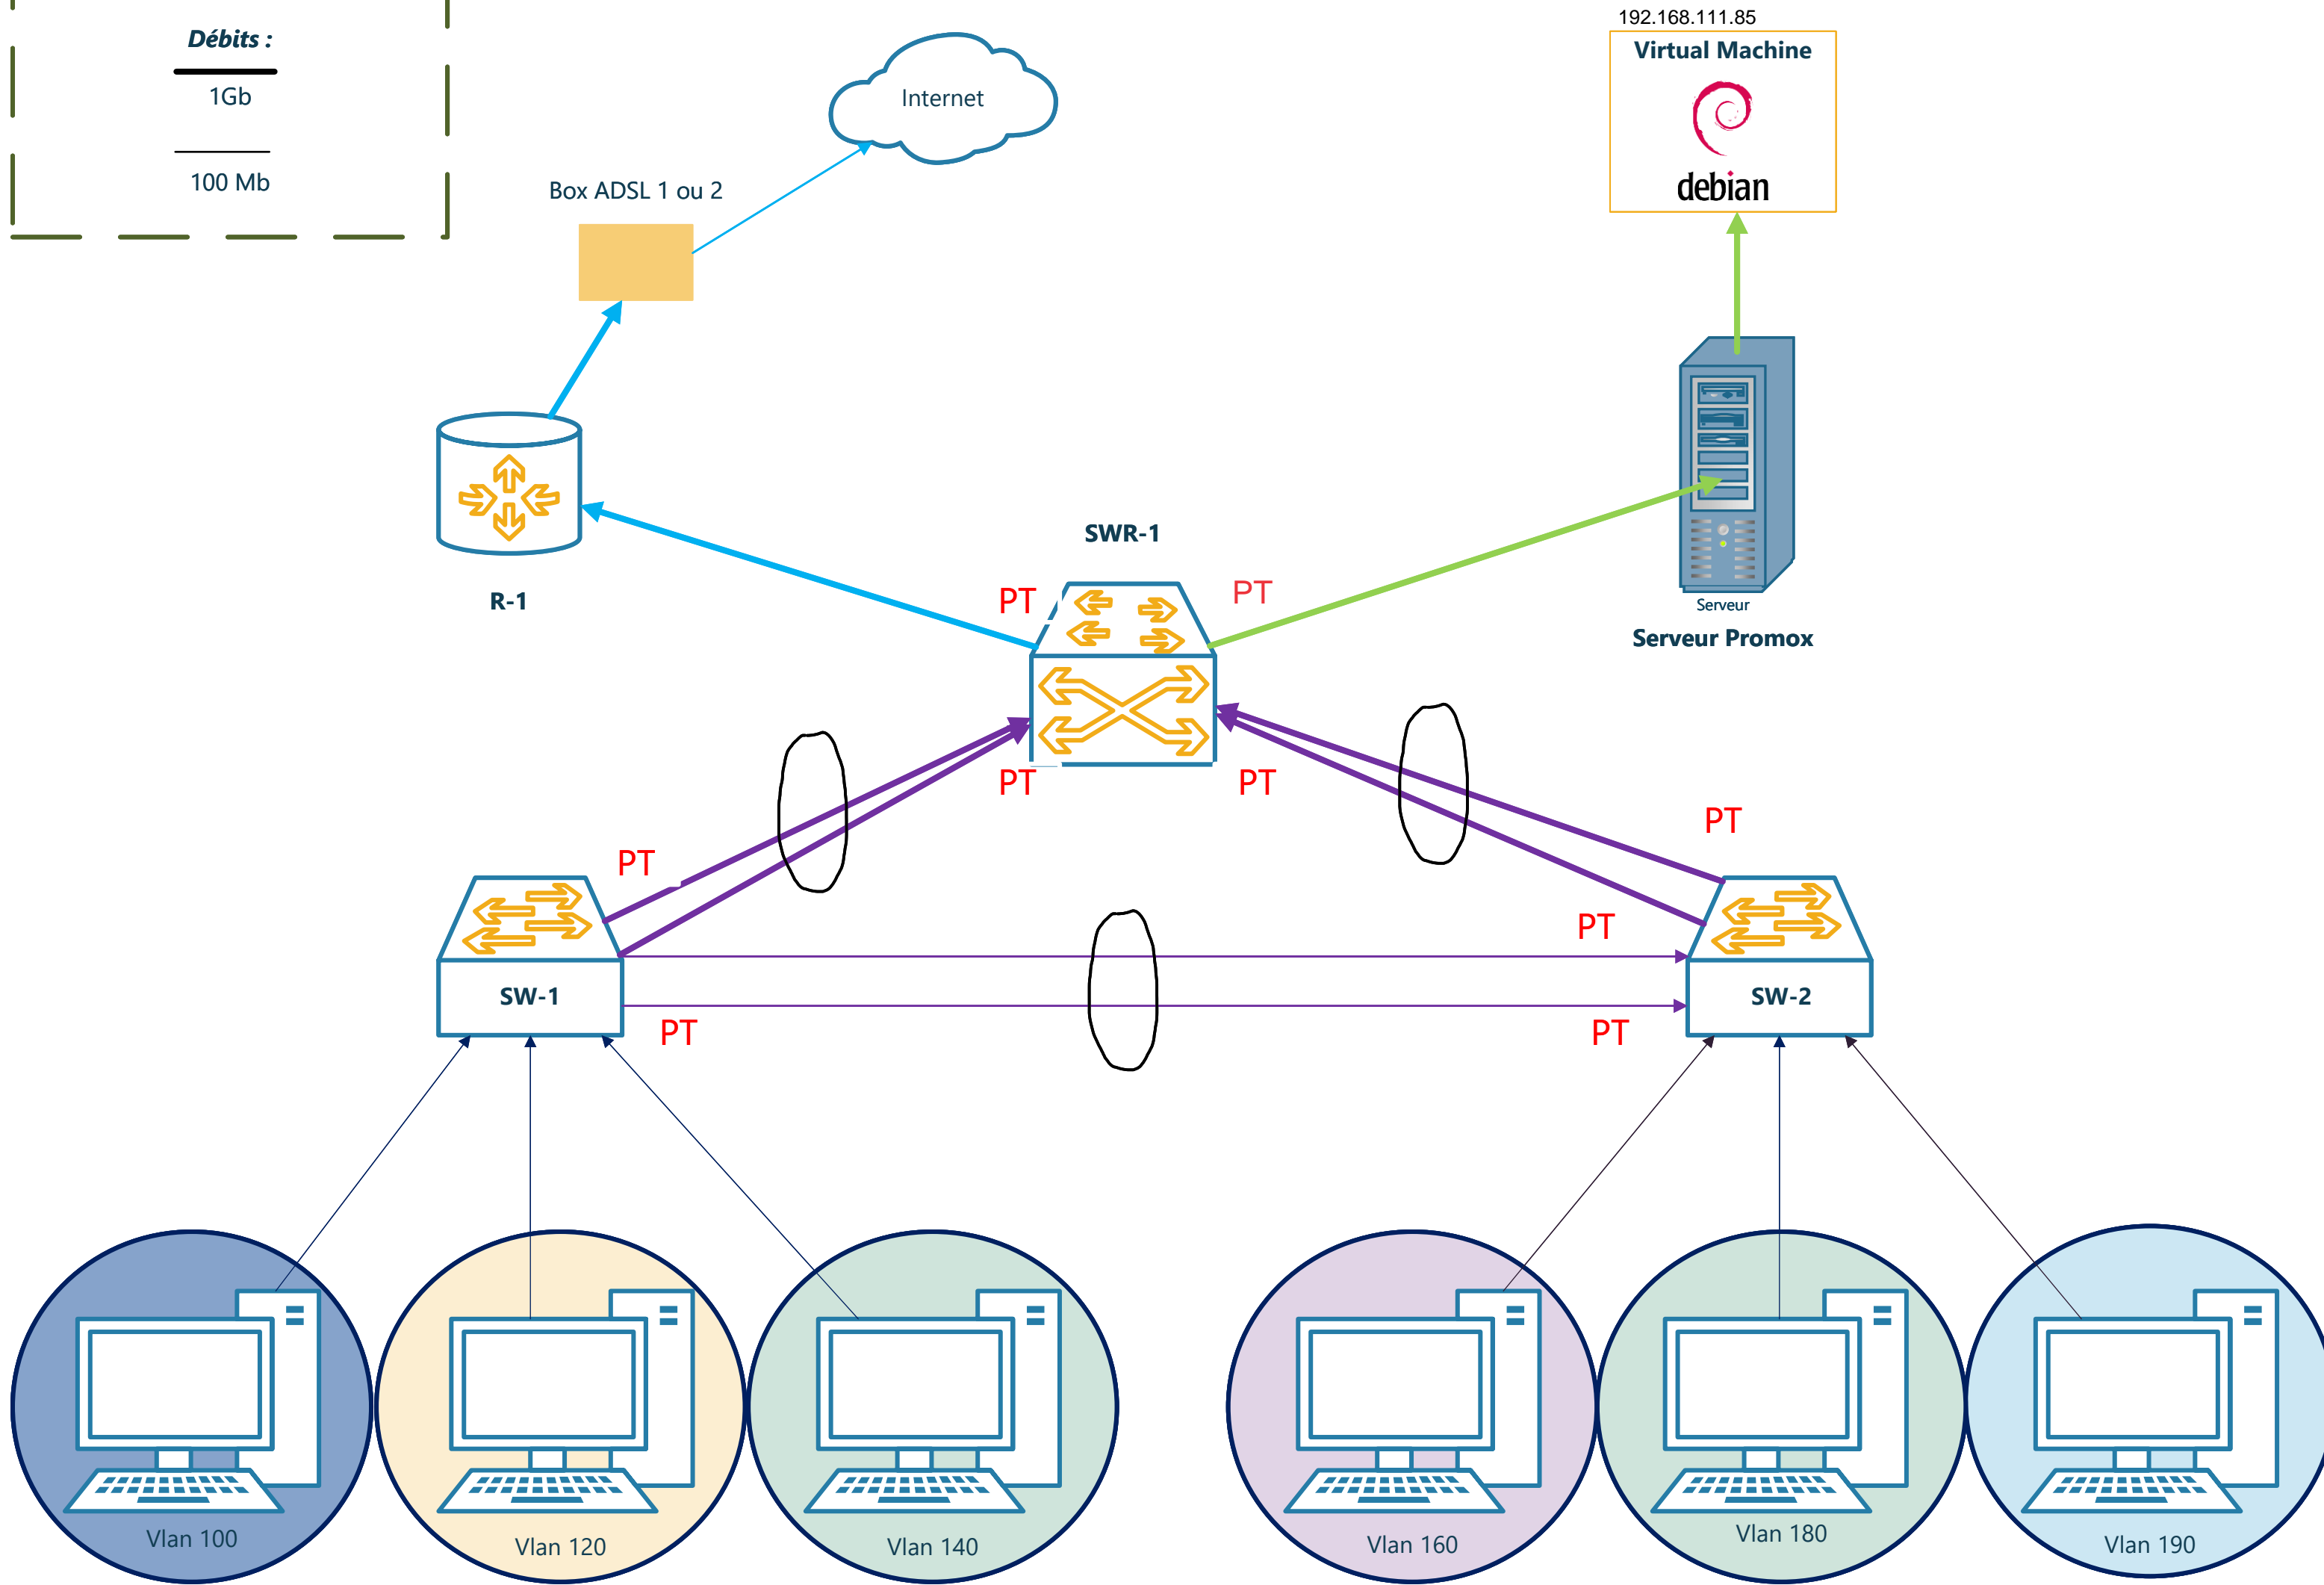 192.168.111.85
Débits :
Virtual Machine
1Gb
Internet
100 Mb
debian
Box ADSL 1 ou 2
SWR-1
PT
PT
R-1
Serveur
Serveur Promox
PT
PT
PT
PT
PT
SW-1
SW-2
PT
PT
Vlan 100
Vlan 120
Vlan 140
Vlan 160
Vlan 180
Vlan 190